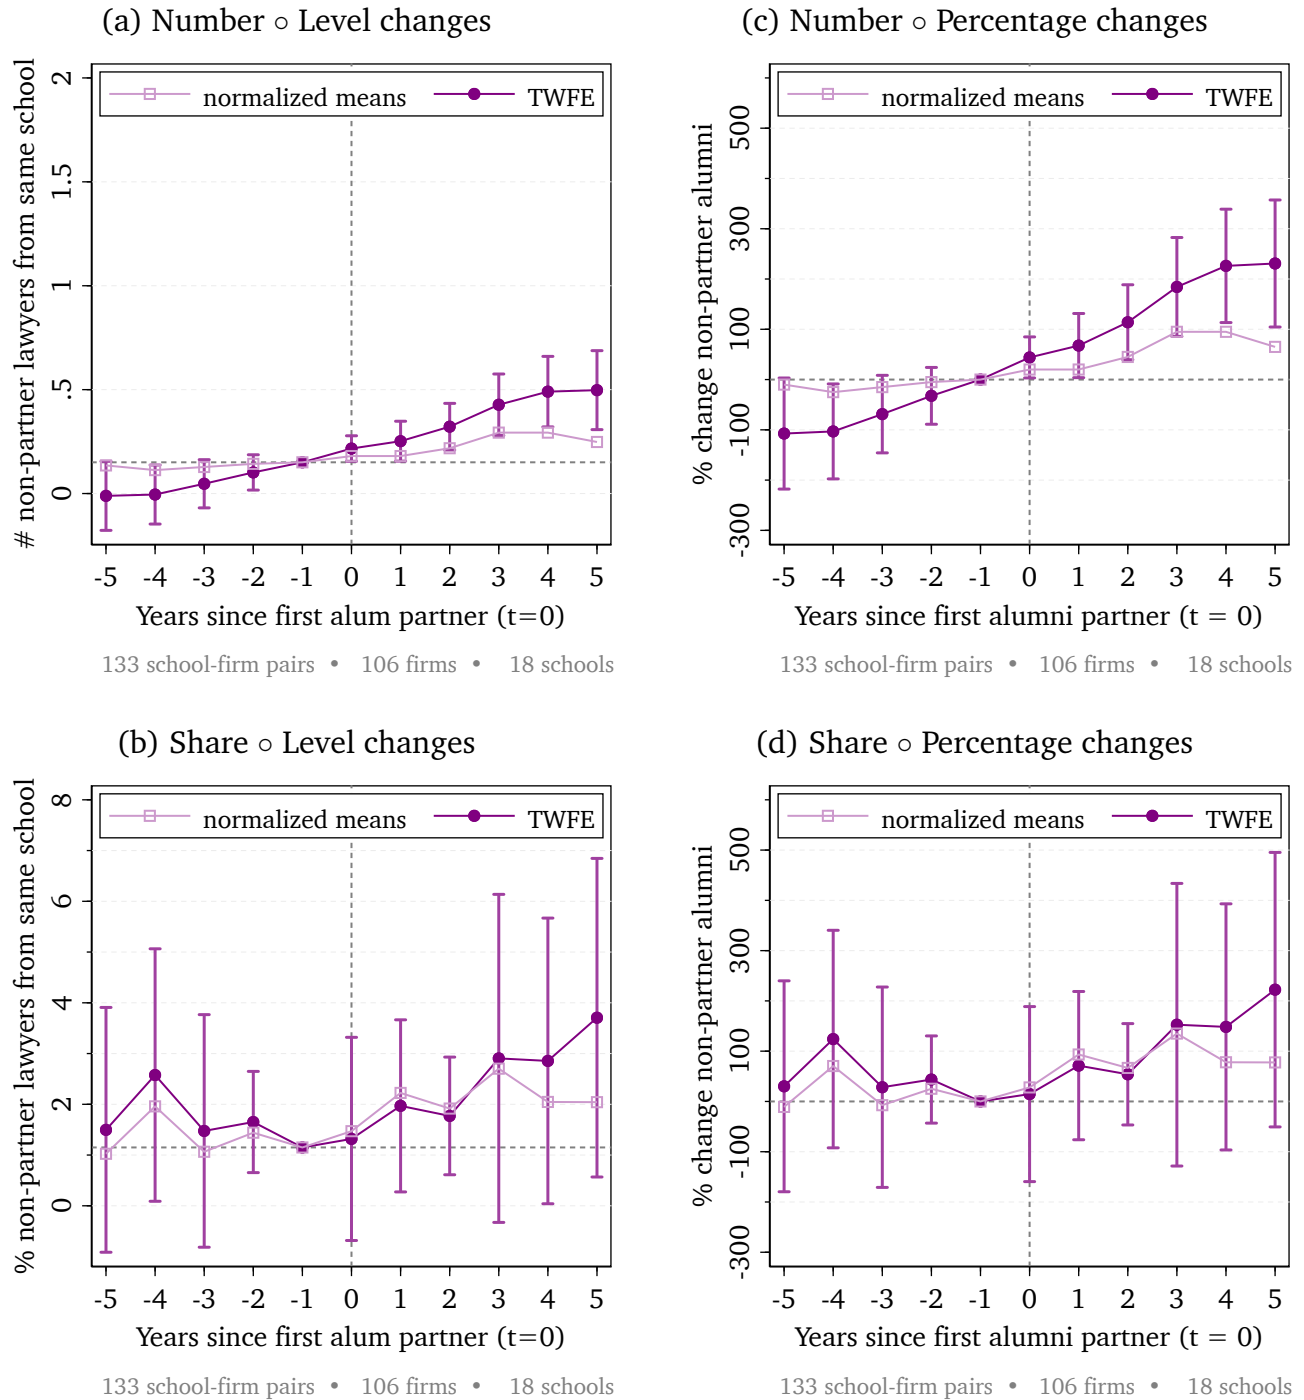 (a) Number ∘ Level changes
# non-partner lawyers from same school
2
1.5
1
.5
0
normalized means
TWFE
-5 -4 -3 -2 -1 0 1 2 3 4 5
Years since first alum partner (t=0)
133 school-firm pairs • 106 firms • 18 schools
(c) Number ∘ Percentage changes
% change non-partner alumni
500
300
100
-100
-300
normalized means
TWFE
-5 -4 -3 -2 -1 0 1 2 3 4 5
Years since first alumni partner (t = 0)
133 school-firm pairs • 106 firms • 18 schools
(b) Share ∘ Level changes
% non-partner lawyers from same school
8
6
4
2
0
normalized means
TWFE
-5 -4 -3 -2 -1 0 1 2 3 4 5
Years since first alum partner (t=0)
133 school-firm pairs • 106 firms • 18 schools
(d) Share ∘ Percentage changes
% change non-partner alumni
500
300
100
-100
-300
normalized means
TWFE
-5 -4 -3 -2 -1 0 1 2 3 4 5
Years since first alumni partner (t = 0)
133 school-firm pairs • 106 firms • 18 schools